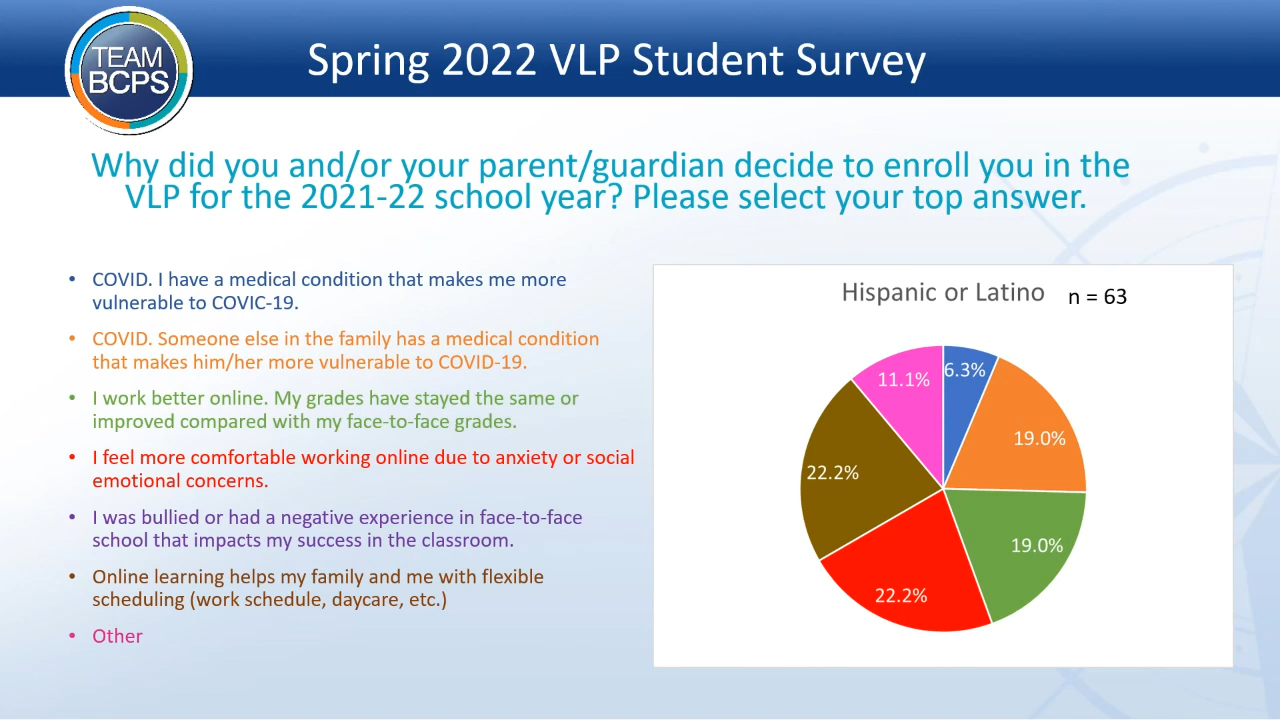 TEAM
BCPS
Spring 2022 VLP Student Survey
Why did you and/or your parent/guardian decide to enroll you in the
VLP for the 2021-22 school year? Please select your top answer.
• COVID. I have a medical condition that makes me more
vulnerable to COVIC-19.
• COVID. Someone else in the family has a medical condition
that makes him/her more vulnerable to COVID-19.
• I work better online. My grades have stayed the same or
improved compared with my face-to-face grades.
• I feel more comfortable working online due to anxiety or social
emotional concerns.
• I was bullied or had a negative experience in face-to-face
school that impacts my success in the classroom.
• Online learning helps my family and me with flexible
scheduling (work schedule, daycare, etc.)
• Other
Hispanic or Latino n = 63
6.3%
11.1%
19.0%
22.2%
19.0%
22.2%